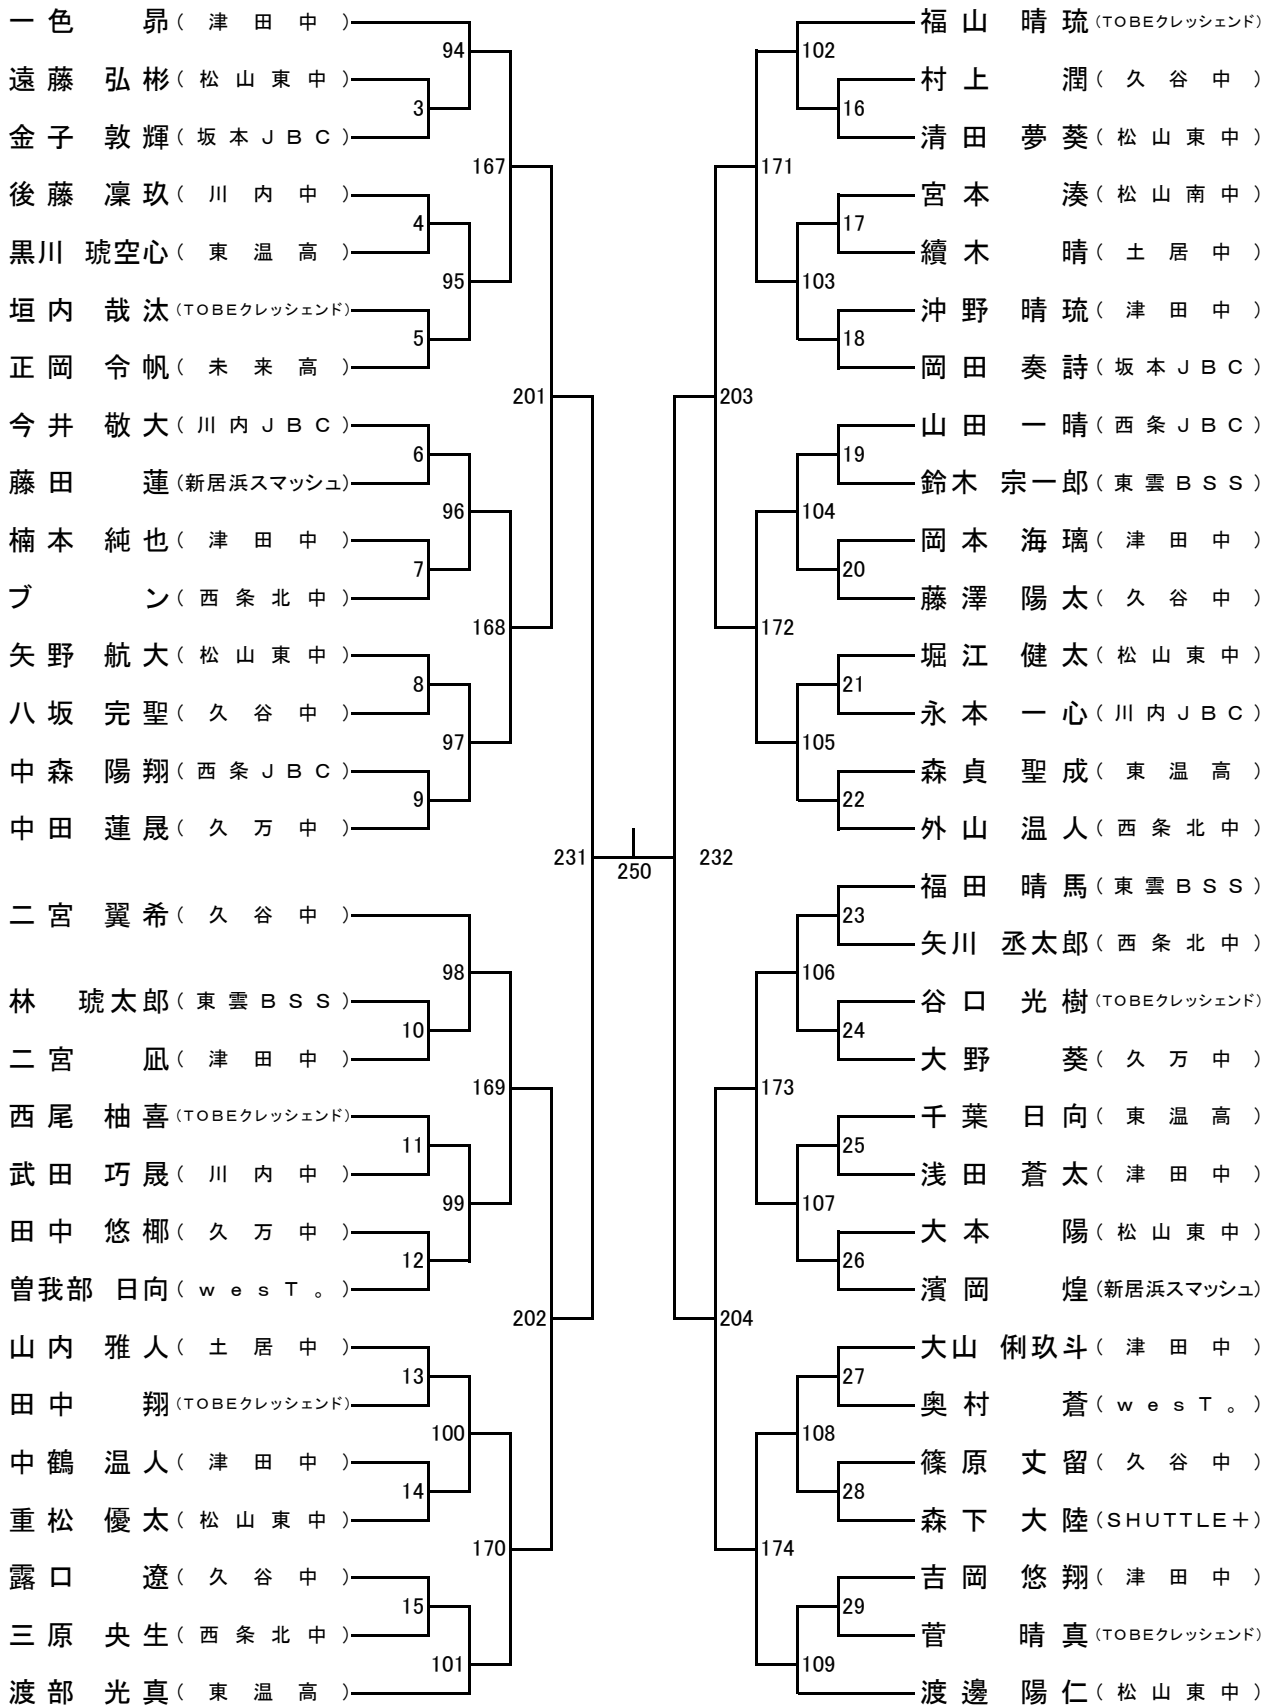 一色 昴(津田中)
94
遠藤 弘彬(松山東中)
3
金子 敦輝(坂本JBC)
167
後藤 凜玖(川内中)
4
黒川 琥空心(東温高)
95
垣内 哉汰(TOBEクレッシェンド)
5
正岡 令帆(未来高)
201
今井 敬大(川内JBC)
6
藤田 蓮(新居浜スマッシュ)
96
楠本 純也(津田中)
7
ブン(西条北中)
168
矢野 航大(松山東中)
8
八坂 完聖(久谷中)
97
中森 陽翔(西条JBC)
9
中田 蓮晟(久万中)
231
250
232
二宮 翼希(久谷中)
98
林 琥太郎(東雲BSS)
10
二宮 凪(津田中)
169
西尾 柚喜(TOBEクレッシェンド)
11
武田 巧晟(川内中)
99
田中 悠椰(久万中)
12
曽我部 日向(wesT。)
202
山内 雅人(土居中)
13
田中 翔(TOBEクレッシェンド)
100
中鶴 温人(津田中)
14
重松 優太(松山東中)
170
露口 遼(久谷中)
15
三原 央生(西条北中)
101
渡部 光真(東温高)
福山 晴琉(TOBEクレッシェンド)
102
村上 潤(久谷中)
16
清田 夢葵(松山東中)
171
宮本 湊(松山南中)
17
續木 晴(土居中)
103
沖野 晴琉(津田中)
18
岡田 奏詩(坂本JBC)
203
山田 一晴(西条JBC)
19
鈴木 宗一郎(東雲BSS)
104
岡本 海璃(津田中)
20
藤澤 陽太(久谷中)
172
堀江 健太(松山東中)
21
永本 一心(川内JBC)
105
森貞 聖成(東温高)
22
外山 温人(西条北中)
福田 晴馬(東雲BSS)
23
矢川 丞太郎(西条北中)
106
谷口 光樹(TOBEクレッシェンド)
24
大野 葵(久万中)
173
千葉 日向(東温高)
25
浅田 蒼太(津田中)
107
大本 陽(松山東中)
26
濱岡 煌(新居浜スマッシュ)
204
大山 俐玖斗(津田中)
27
奥村 蒼(wesT。)
108
篠原 丈留(久谷中)
28
森下 大陸(SHUTTLE+)
174
吉岡 悠翔(津田中)
29
菅 晴真(TOBEクレッシェンド)
109
渡邊 陽仁(松山東中)